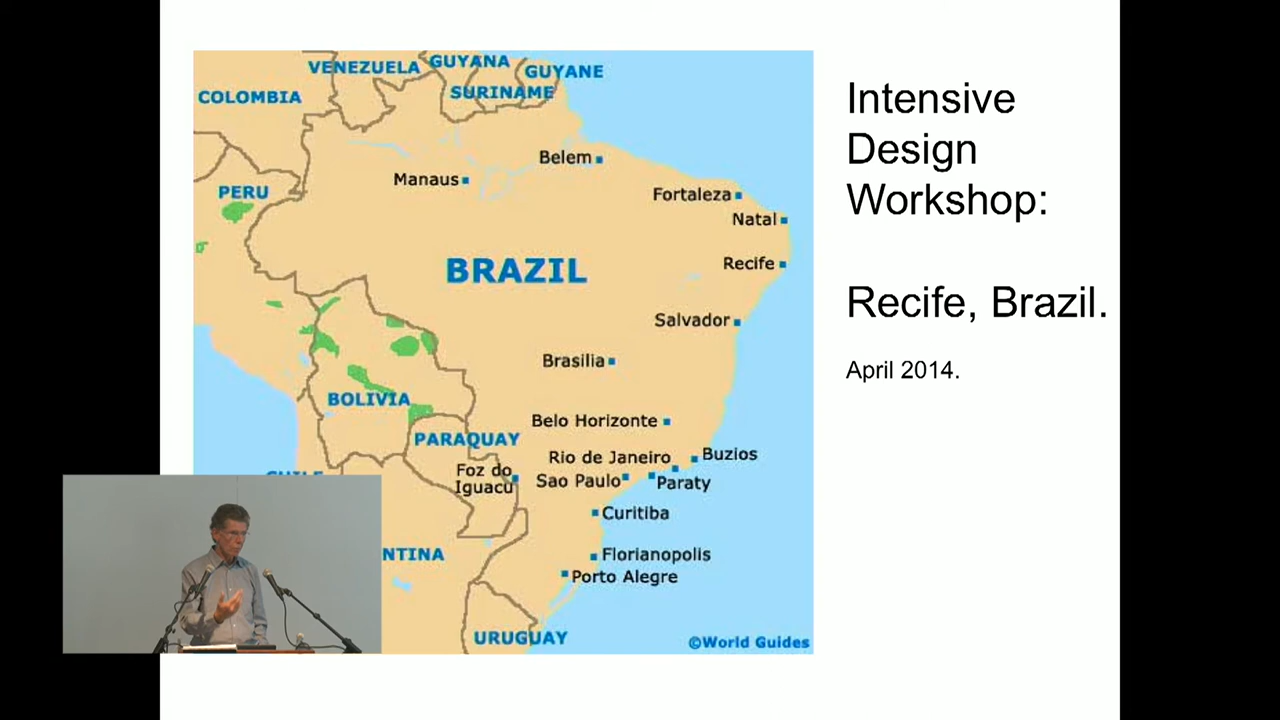 VENEZUELA
GUYANA
GUYANE
COLOMBIA
SURINAME
Belem
Manaus
PERU
Fortaleza
Natal
Recife
BRAZIL
Salvador
Brasilia
BOLIVIA
Belo Horizonte
PARAGUAY
Rio de Janeiro
Buzios
Foz do
Iguacu
Sao Paulo
Paraty
Curitiba
NTINA
Florianopolis
Porto Alegre
URUGUAY
©World Guides
Intensive
Design
Workshop:
Recife, Brazil.
April 2014.